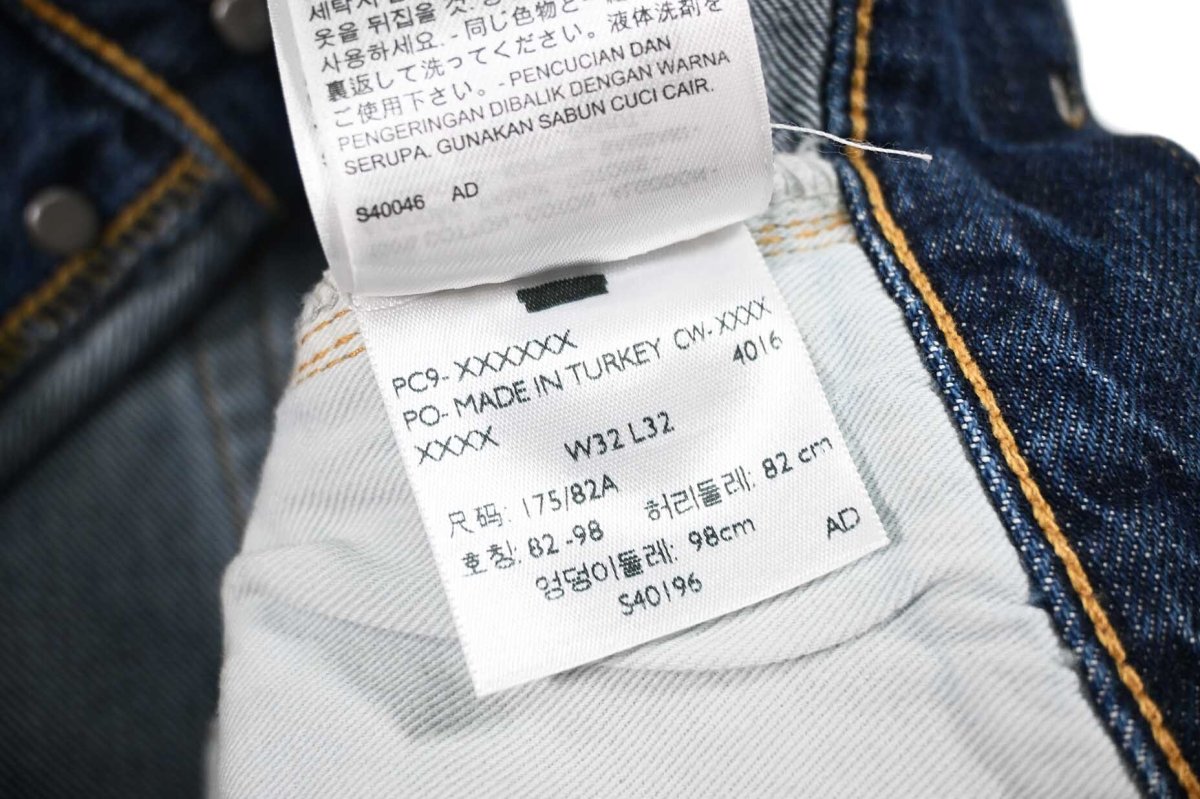 세탁
옷을 뒤집을 것.
사용하세요. - 同じ色物と一
裏返して洗ってください。液体洗剤を
ご使用下さい。- PENCUCIAN DAN
PENGERINGAN DIBALIK DENGAN WARNA
SERUPA. GUNAKAN SABUN CUCI CAIR.
S40046 AD
PC9- XXXXXX
PO- MADE IN TURKEY CW- XXXX
XXXX 4016
W32 L32
尺码: 175/82A
호칭: 82 -98 허리둘레: 82 cm
엉덩이둘레: 98cm AD
S40196